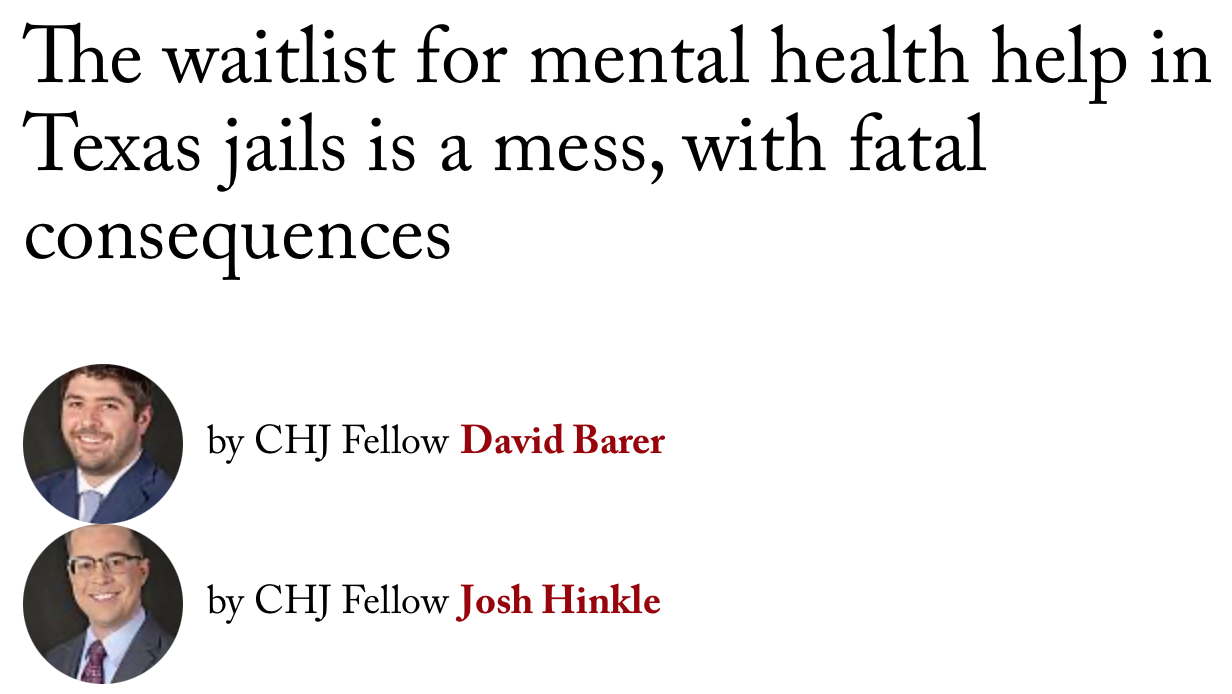 The waitlist for mental health help in
Texas jails is a mess, with fatal
consequences
by CHJ Fellow David Barer
by CHJ Fellow Josh Hinkle